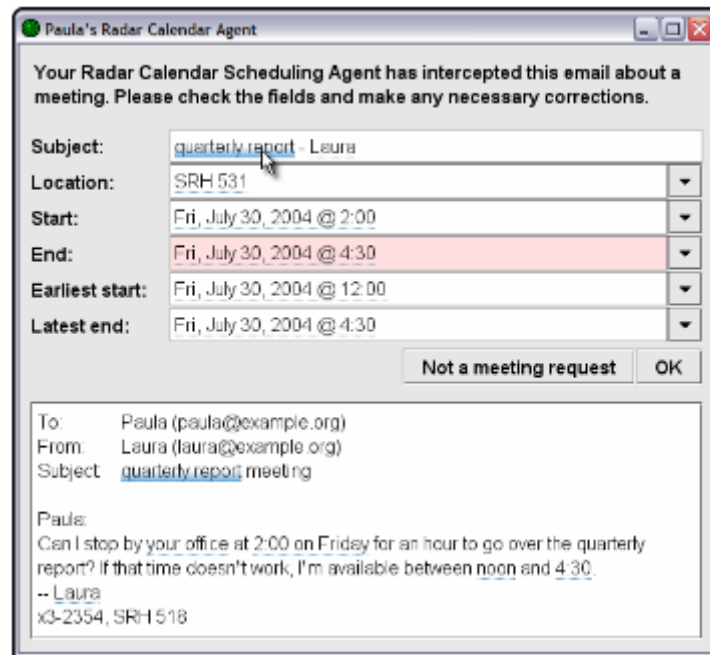 Paula's Radar Calendar Agent
Your Radar Calendar Scheduling Agent has intercepted this email about a
meeting. Please check the fields and make any necessary corrections.
Subject: quarterly report - Laura
Location: SRH 531
Start: Fri, July 30, 2004 @ 2:00
End: Fri, July 30, 2004 @ 4:30
Earliest start: Fri, July 30, 2004 @ 12:00
Latest end: Fri, July 30, 2004 @ 4:30
Not a meeting request OK
To: Paula (paula@example.org)
From: Laura (laura@example.org)
Subject: quarterly report meeting
Paula:
Can I stop by your office at 2:00 on Friday for an hour to go over the quarterly
report? If that time doesn't work, I'm available between noon and 4:30.
-- Laura
x3-2354, SRH 518